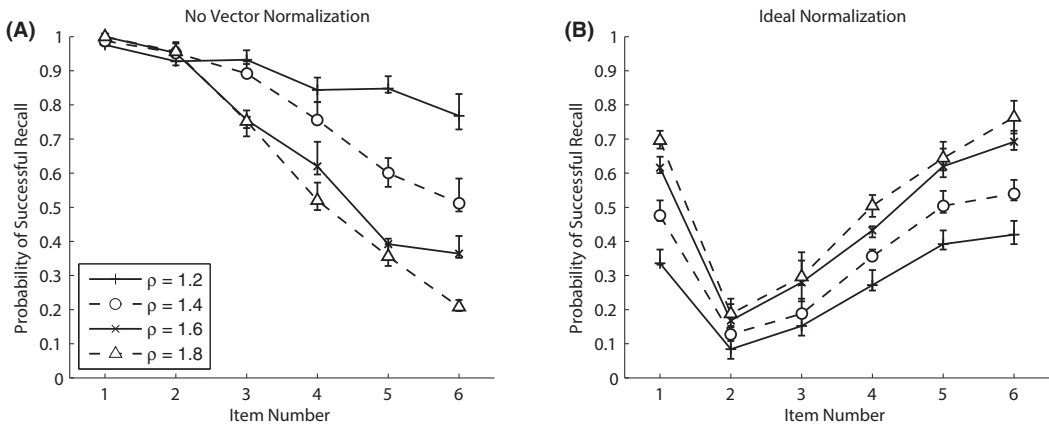 No Vector Normalization
(A)
Probability of Successful Recall
1
0.9
0.8
0.7
0.6
0.5
0.4
0.3
0.2
0.1
0
ρ = 1.2
ρ = 1.4
ρ = 1.6
ρ = 1.8
1 2 3 4 5 6
Item Number
Ideal Normalization
(B)
Probability of Successful Recall
1
0.9
0.8
0.7
0.6
0.5
0.4
0.3
0.2
0.1
0
1 2 3 4 5 6
Item Number